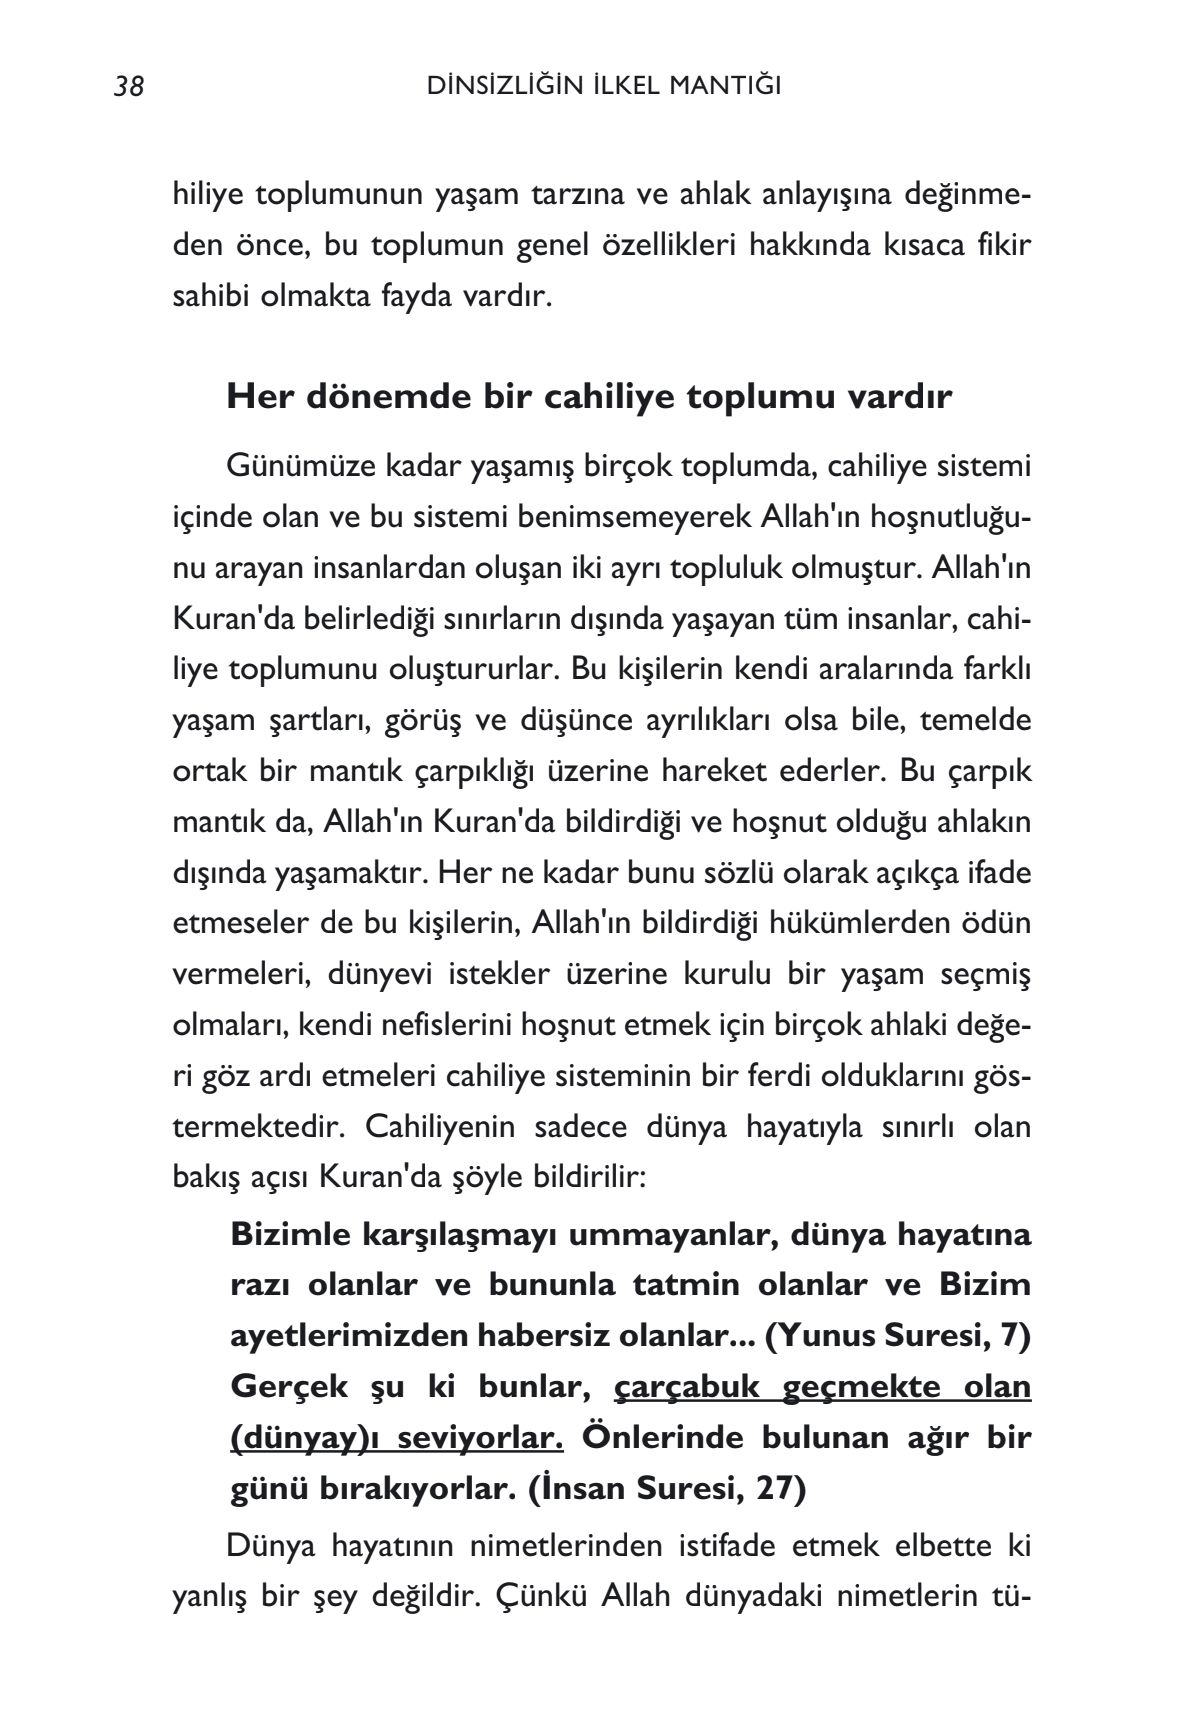 38
DİNSİZLİĞİN İLKEL MANTIĞI
hiliye toplumunun yaşam tarzına ve ahlak anlayışına değinme-
den önce, bu toplumun genel özellikleri hakkında kısaca fikir
sahibi olmakta fayda vardır.
Her dönemde bir cahiliye toplumu vardır
Günümüze kadar yaşamış birçok toplumda, cahiliye sistemi
içinde olan ve bu sistemi benimsemeyerek Allah'ın hoşnutluğu-
nu arayan insanlardan oluşan iki ayrı topluluk olmuştur. Allah'ın
Kuran'da belirlediği sınırların dışında yaşayan tüm insanlar, cahi-
liye toplumunu oluştururlar. Bu kişilerin kendi aralarında farklı
yaşam şartları, görüş ve düşünce ayrılıkları olsa bile, temelde
ortak bir mantık çarpıklığı üzerine hareket ederler. Bu çarpık
mantık da, Allah'ın Kuran'da bildirdiği ve hoşnut olduğu ahlakın
dışında yaşamaktır. Her ne kadar bunu sözlü olarak açıkça ifade
etmeseler de bu kişilerin, Allah'ın bildirdiği hükümlerden ödün
vermeleri, dünyevi istekler üzerine kurulu bir yaşam seçmiş
olmaları, kendi nefislerini hoşnut etmek için birçok ahlaki değe-
ri göz ardı etmeleri cahiliye sisteminin bir ferdi olduklarını gös-
termektedir. Cahiliyenin sadece dünya hayatıyla sınırlı olan
bakış açısı Kuran'da şöyle bildirilir:
Bizimle karşılaşmayı ummayanlar, dünya hayatına
razı olanlar ve bununla tatmin olanlar ve Bizim
ayetlerimizden habersiz olanlar... (Yunus Suresi, 7)
Gerçek şu ki bunlar, çarçabuk geçmekte olan
(dünyay)ı seviyorlar. Önlerinde bulunan ağır bir
günü bırakıyorlar. (İnsan Suresi, 27)
Dünya hayatının nimetlerinden istifade etmek elbette ki
yanlış bir şey değildir. Çünkü Allah dünyadaki nimetlerin tü-